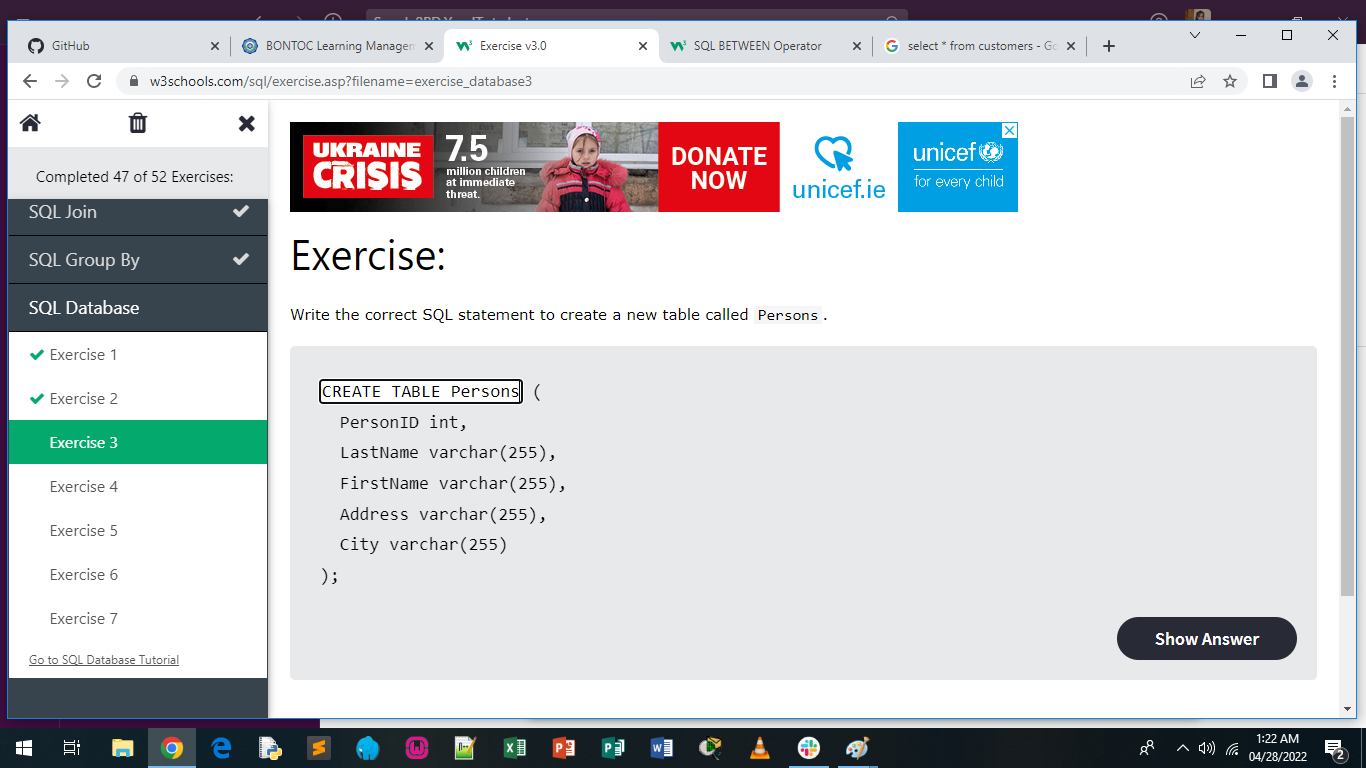 GitHub
BONTOC Learning Managem
Exercise v3.0
SQL BETWEEN Operator
select * from customers - Go
w3schools.com/sql/exercise.asp?filename=exercise_database3
Completed 47 of 52 Exercises:
SQL Join
SQL Group By
SQL Database
Exercise 1
Exercise 2
Exercise 3
Exercise 4
Exercise 5
Exercise 6
Exercise 7
Go to SQL Database Tutorial
UKRAINE
CRISIS
7.5
million children
at immediate
threat.
DONATE
NOW
unicef.ie
unicef
for every child
Exercise:
Write the correct SQL statement to create a new table called Persons.
CREATE TABLE Persons (
PersonID int,
LastName varchar(255),
FirstName varchar(255),
Address varchar(255),
City varchar(255)
);
Show Answer
1:22 AM
04/28/2022
2